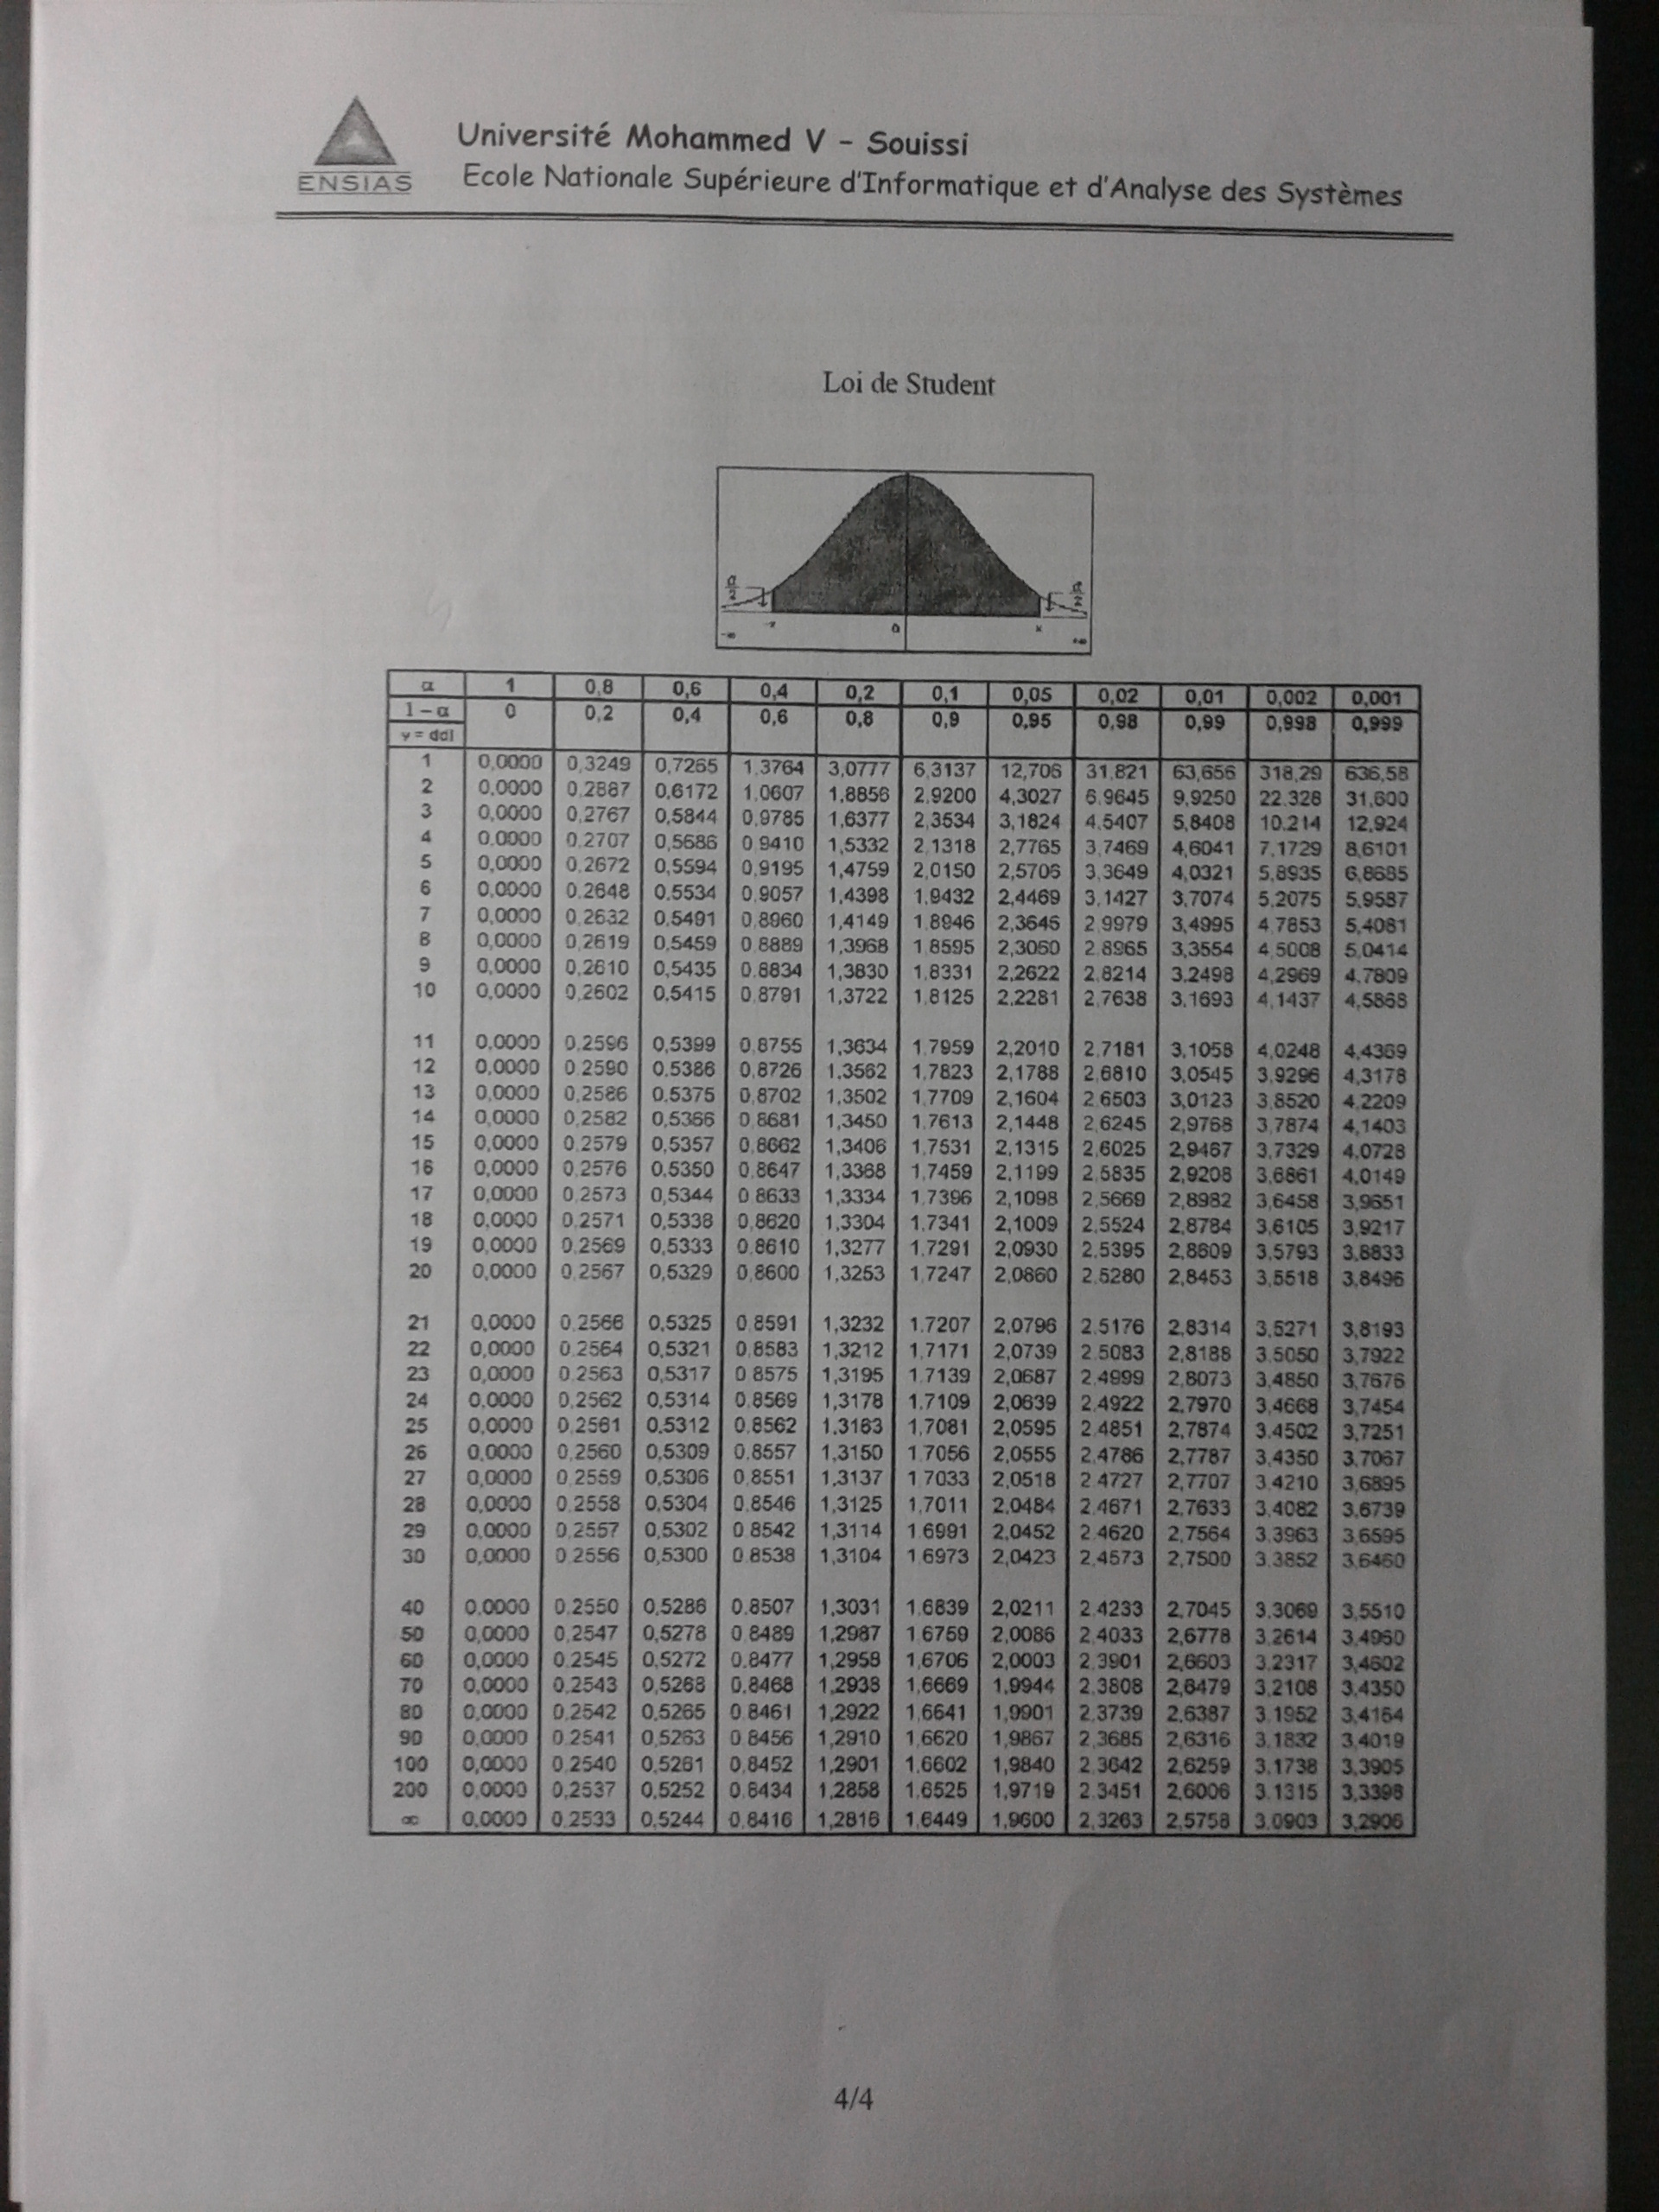 Université Mohammed V - Souissi
ENSIAS
Ecole Nationale Supérieure d'Informatique et d'Analyse des Systèmes
Loi de Student
α 1 0,8 0,6 0,4 0,2 0,1 0,05 0,02 0,01 0,002 0,001
1-α 0 0,2 0,4 0,6 0,8 0,9 0,95 0,98 0,99 0,998 0,999
ν = ddl
1 0,0000 0,3249 0,7265 1,3764 3,0777 6,3137 12,706 31,821 63,656 318,29 636,58
2 0,0000 0,2887 0,6172 1,0607 1,8856 2,9200 4,3027 6,9645 9,9250 22,328 31,600
3 0,0000 0,2767 0,5844 0,9785 1,6377 2,3534 3,1824 4,5407 5,8408 10,214 12,924
4 0,0000 0,2707 0,5686 0,9410 1,5332 2,1318 2,7765 3,7469 4,6041 7,1729 8,6101
5 0,0000 0,2672 0,5594 0,9195 1,4759 2,0150 2,5706 3,3649 4,0321 5,8935 6,8685
6 0,0000 0,2648 0,5534 0,9057 1,4398 1,9432 2,4469 3,1427 3,7074 5,2075 5,9587
7 0,0000 0,2632 0,5491 0,8960 1,4149 1,8946 2,3646 2,9979 3,4995 4,7853 5,4081
8 0,0000 0,2619 0,5459 0,8889 1,3968 1,8595 2,3060 2,8965 3,3554 4,5008 5,0414
9 0,0000 0,2610 0,5435 0,8834 1,3830 1,8331 2,2622 2,8214 3,2498 4,2969 4,7809
10 0,0000 0,2602 0,5415 0,8791 1,3722 1,8125 2,2281 2,7638 3,1693 4,1437 4,5868
11 0,0000 0,2596 0,5399 0,8755 1,3634 1,7959 2,2010 2,7181 3,1058 4,0248 4,4369
12 0,0000 0,2590 0,5386 0,8726 1,3562 1,7823 2,1788 2,6810 3,0545 3,9296 4,3178
13 0,0000 0,2586 0,5375 0,8702 1,3502 1,7709 2,1604 2,6503 3,0123 3,8520 4,2209
14 0,0000 0,2582 0,5366 0,8681 1,3450 1,7613 2,1448 2,6245 2,9768 3,7874 4,1403
15 0,0000 0,2579 0,5357 0,8662 1,3406 1,7531 2,1315 2,6025 2,9467 3,7329 4,0728
16 0,0000 0,2576 0,5350 0,8647 1,3368 1,7459 2,1199 2,5835 2,9208 3,6861 4,0149
17 0,0000 0,2573 0,5344 0,8633 1,3334 1,7396 2,1098 2,5669 2,8982 3,6458 3,9651
18 0,0000 0,2571 0,5338 0,8620 1,3304 1,7341 2,1009 2,5524 2,8784 3,6105 3,9217
19 0,0000 0,2569 0,5333 0,8610 1,3277 1,7291 2,0930 2,5395 2,8609 3,5793 3,8833
20 0,0000 0,2567 0,5329 0,8600 1,3253 1,7247 2,0860 2,5280 2,8453 3,5518 3,8496
21 0,0000 0,2566 0,5325 0,8591 1,3232 1,7207 2,0796 2,5176 2,8314 3,5271 3,8193
22 0,0000 0,2564 0,5321 0,8583 1,3212 1,7171 2,0739 2,5083 2,8188 3,5050 3,7922
23 0,0000 0,2563 0,5317 0,8575 1,3195 1,7139 2,0687 2,4999 2,8073 3,4850 3,7676
24 0,0000 0,2562 0,5314 0,8569 1,3178 1,7109 2,0639 2,4922 2,7970 3,4668 3,7454
25 0,0000 0,2561 0,5312 0,8562 1,3163 1,7081 2,0595 2,4851 2,7874 3,4502 3,7251
26 0,0000 0,2560 0,5309 0,8557 1,3150 1,7056 2,0555 2,4786 2,7787 3,4350 3,7067
27 0,0000 0,2559 0,5306 0,8551 1,3137 1,7033 2,0518 2,4727 2,7707 3,4210 3,6895
28 0,0000 0,2558 0,5304 0,8546 1,3125 1,7011 2,0484 2,4671 2,7633 3,4082 3,6739
29 0,0000 0,2557 0,5302 0,8542 1,3114 1,6991 2,0452 2,4620 2,7564 3,3963 3,6595
30 0,0000 0,2556 0,5300 0,8538 1,3104 1,6973 2,0423 2,4573 2,7500 3,3852 3,6460
40 0,0000 0,2550 0,5286 0,8507 1,3031 1,6839 2,0211 2,4233 2,7045 3,3069 3,5510
50 0,0000 0,2547 0,5278 0,8489 1,2987 1,6759 2,0086 2,4033 2,6778 3,2614 3,4960
60 0,0000 0,2545 0,5272 0,8477 1,2958 1,6706 2,0003 2,3901 2,6603 3,2317 3,4602
70 0,0000 0,2543 0,5268 0,8468 1,2938 1,6669 1,9944 2,3808 2,6479 3,2108 3,4350
80 0,0000 0,2542 0,5265 0,8461 1,2922 1,6641 1,9901 2,3739 2,6387 3,1952 3,4164
90 0,0000 0,2541 0,5263 0,8456 1,2910 1,6620 1,9867 2,3685 2,6316 3,1832 3,4019
100 0,0000 0,2540 0,5261 0,8452 1,2901 1,6602 1,9840 2,3642 2,6259 3,1738 3,3905
200 0,0000 0,2537 0,5252 0,8434 1,2858 1,6525 1,9719 2,3451 2,6006 3,1315 3,3398
∞ 0,0000 0,2533 0,5244 0,8416 1,2816 1,6449 1,9600 2,3263 2,5758 3,0903 3,2906
4/4